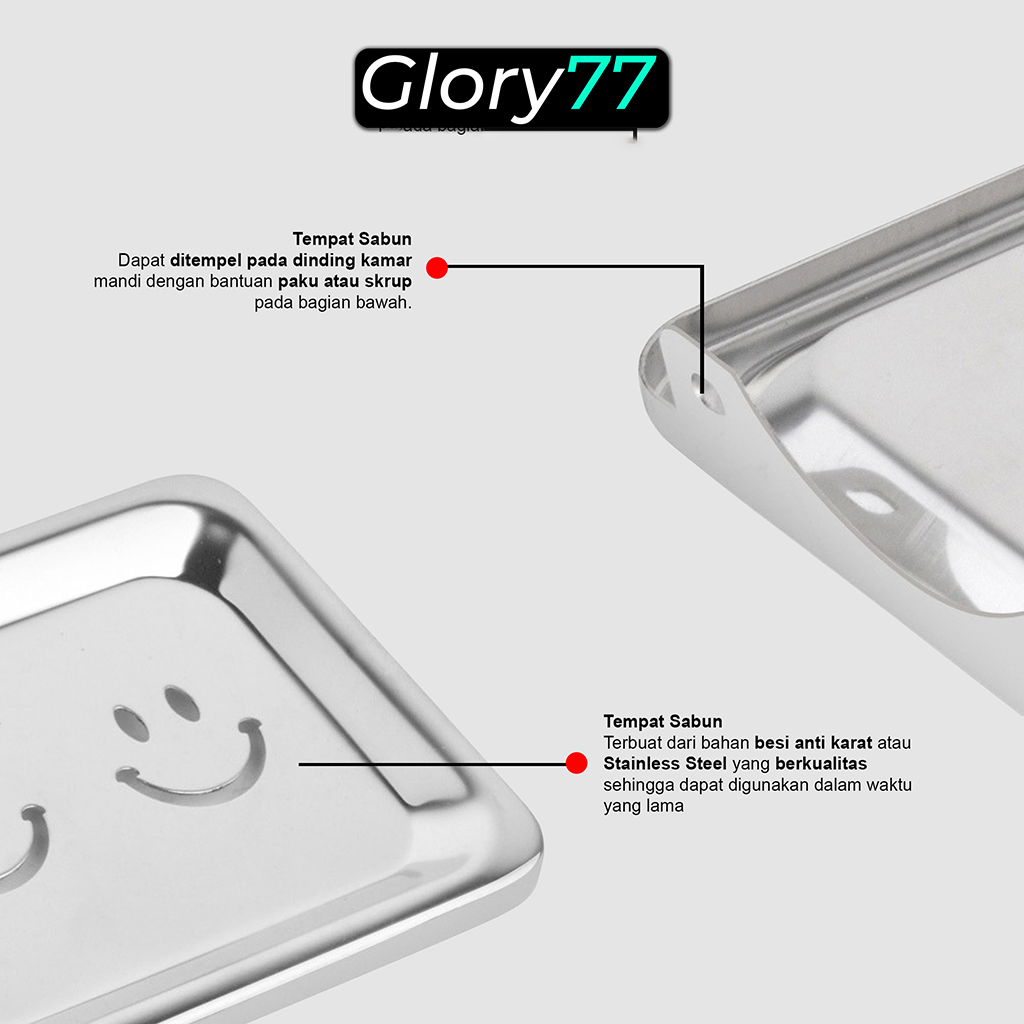 Glory77
bagian
Tempat Sabun
Dapat ditempel pada dinding kamar
mandi dengan bantuan paku atau skrup
pada bagian bawah.
Tempat Sabun
Terbuat dari bahan besi anti karat atau
Stainless Steel yang berkualitas
sehingga dapat digunakan dalam waktu
yang lama